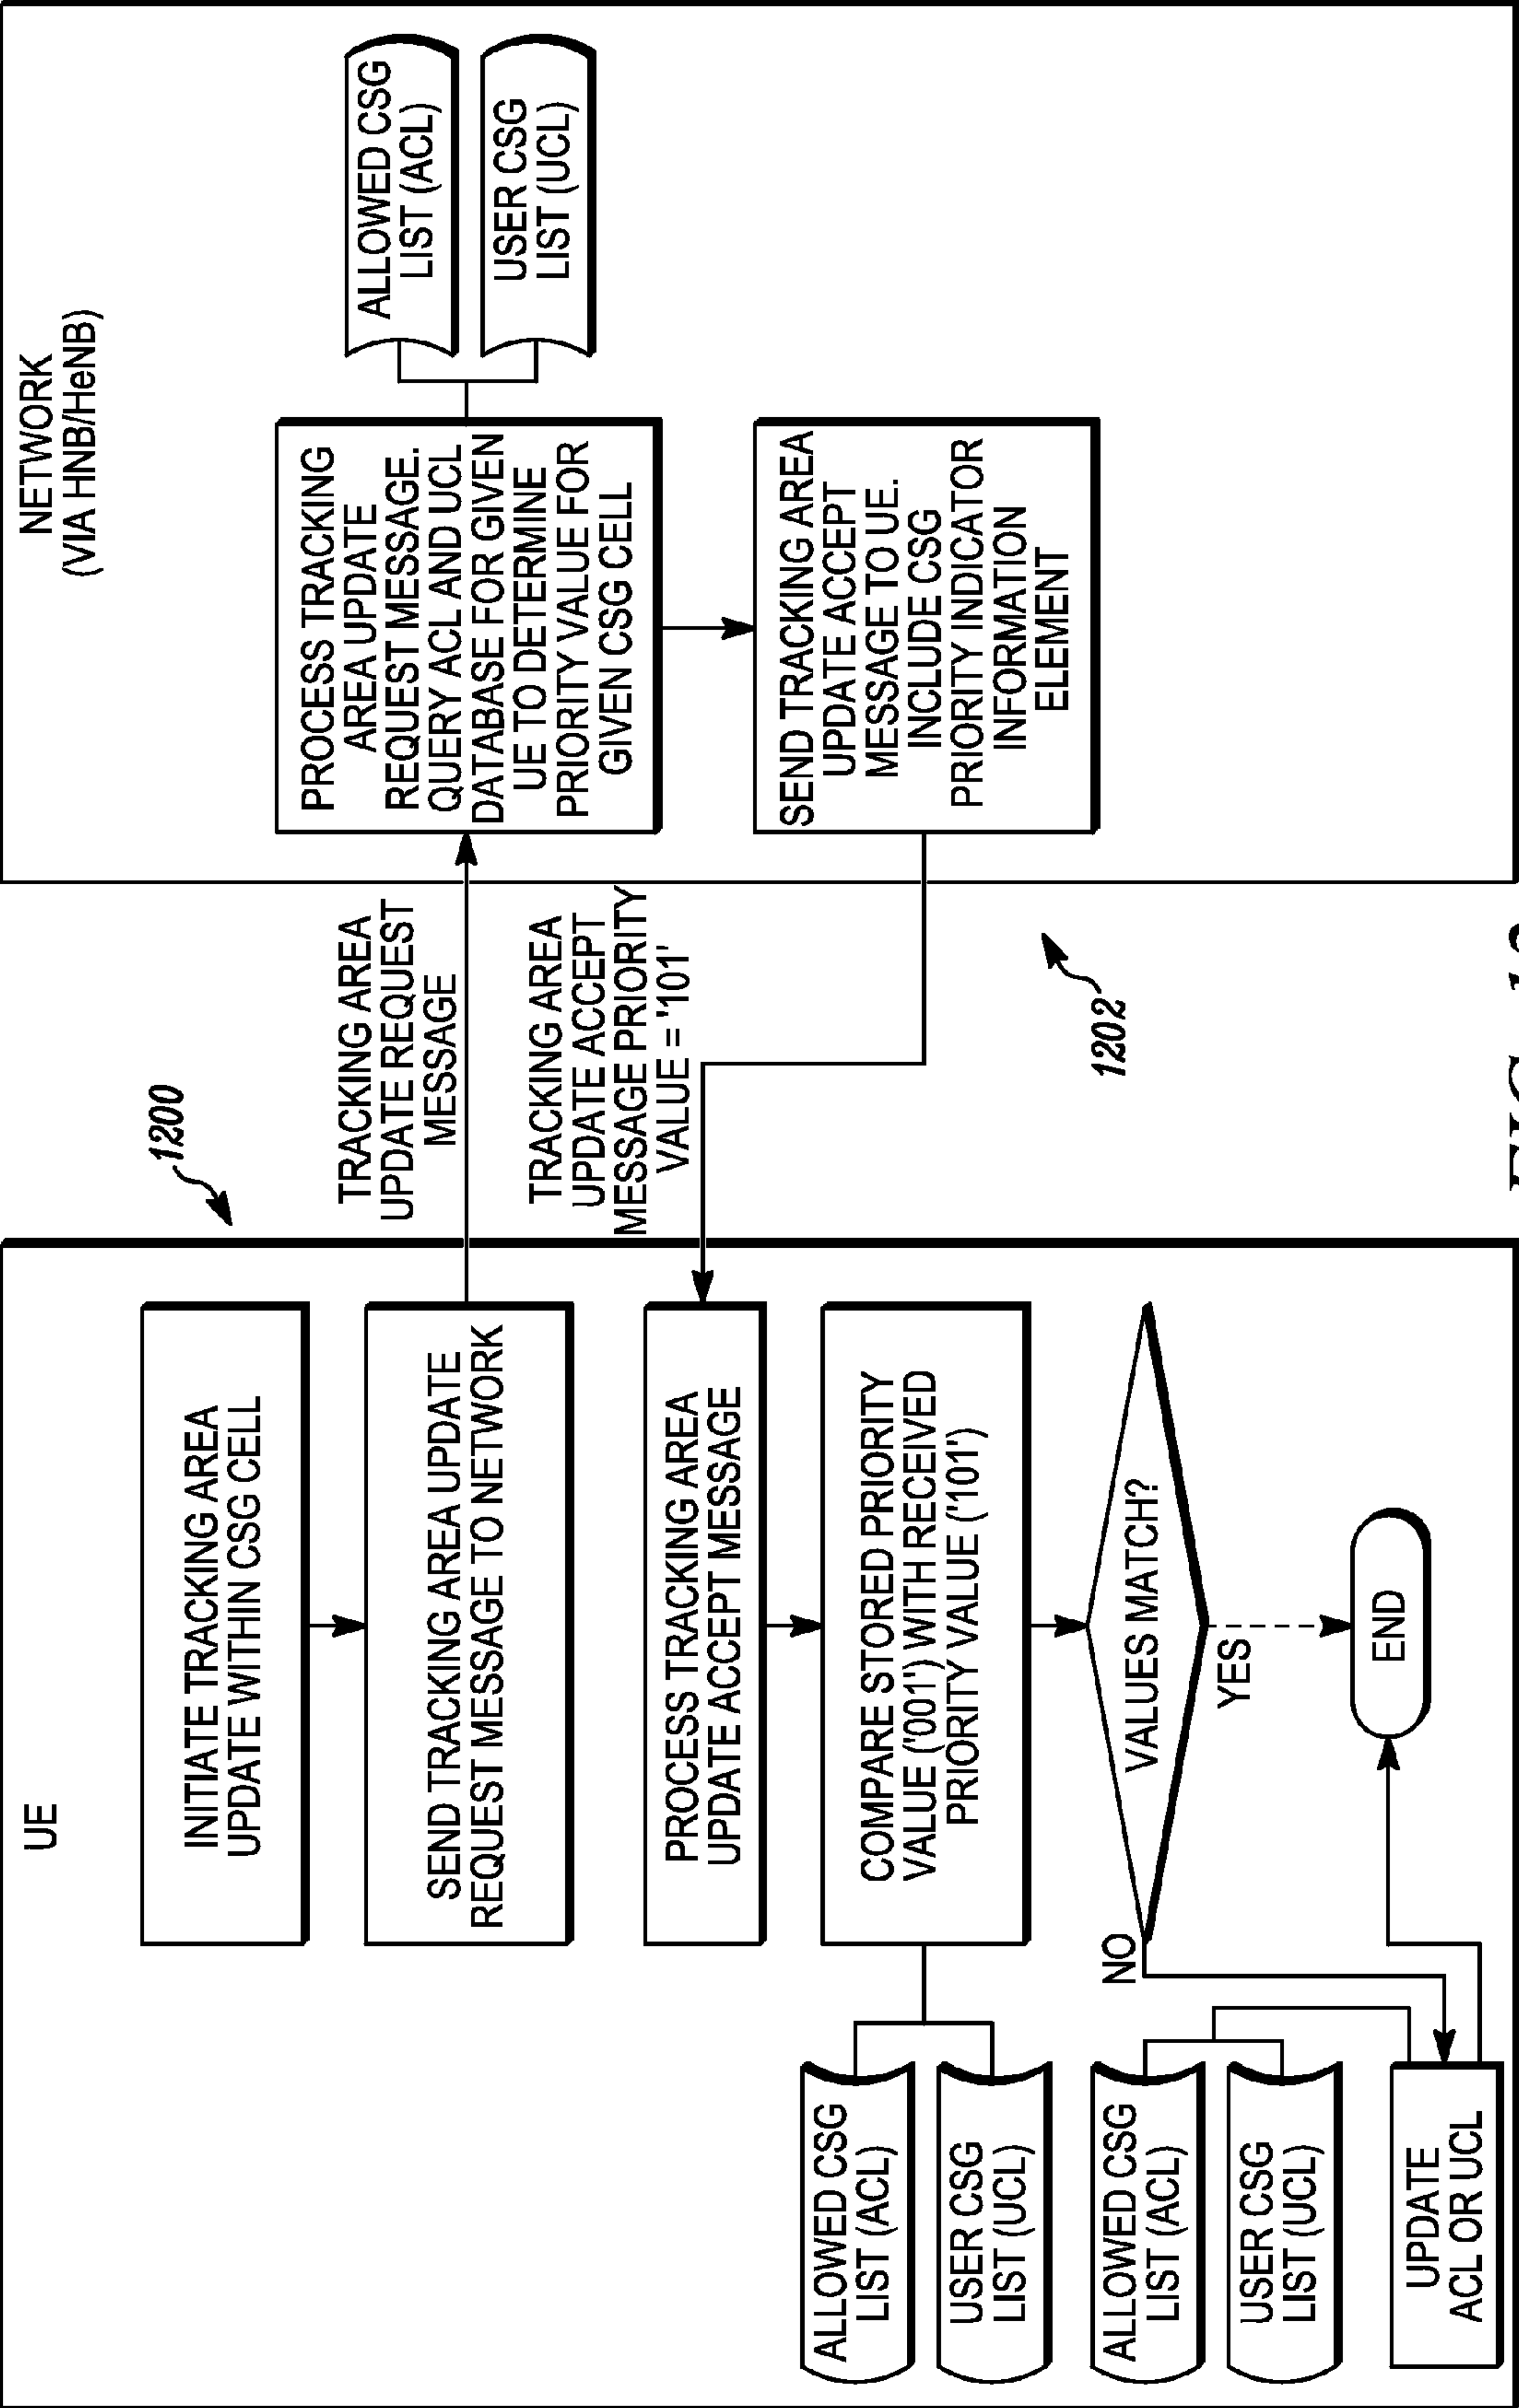 UE
INITIATE TRACKING AREA
UPDATE WITHIN CSG CELL
SEND TRACKING AREA UPDATE
REQUEST MESSAGE TO NETWORK
PROCESS TRACKING AREA
UPDATE ACCEPT MESSAGE
COMPARE STORED PRIORITY
VALUE ('001') WITH RECEIVED
PRIORITY VALUE ('101')
VALUES MATCH?
YES
NO
END
ALLOWED CSG
LIST (ACL)
USER CSG
LIST (UCL)
ALLOWED CSG
LIST (ACL)
USER CSG
LIST (UCL)
UPDATE
ACL OR UCL
1200
TRACKING AREA
UPDATE REQUEST
MESSAGE
TRACKING AREA
UPDATE ACCEPT
MESSAGE PRIORITY
VALUE = '101'
1202
NETWORK
(VIA HNB/HeNB)
PROCESS TRACKING
AREA UPDATE
REQUEST MESSAGE.
QUERY ACL AND UCL
DATABASE FOR GIVEN
UE TO DETERMINE
PRIORITY VALUE FOR
GIVEN CSG CELL
ALLOWED CSG
LIST (ACL)
USER CSG
LIST (UCL)
SEND TRACKING AREA
UPDATE ACCEPT
MESSAGE TO UE.
INCLUDE CSG
PRIORITY INDICATOR
INFORMATION
ELEMENT